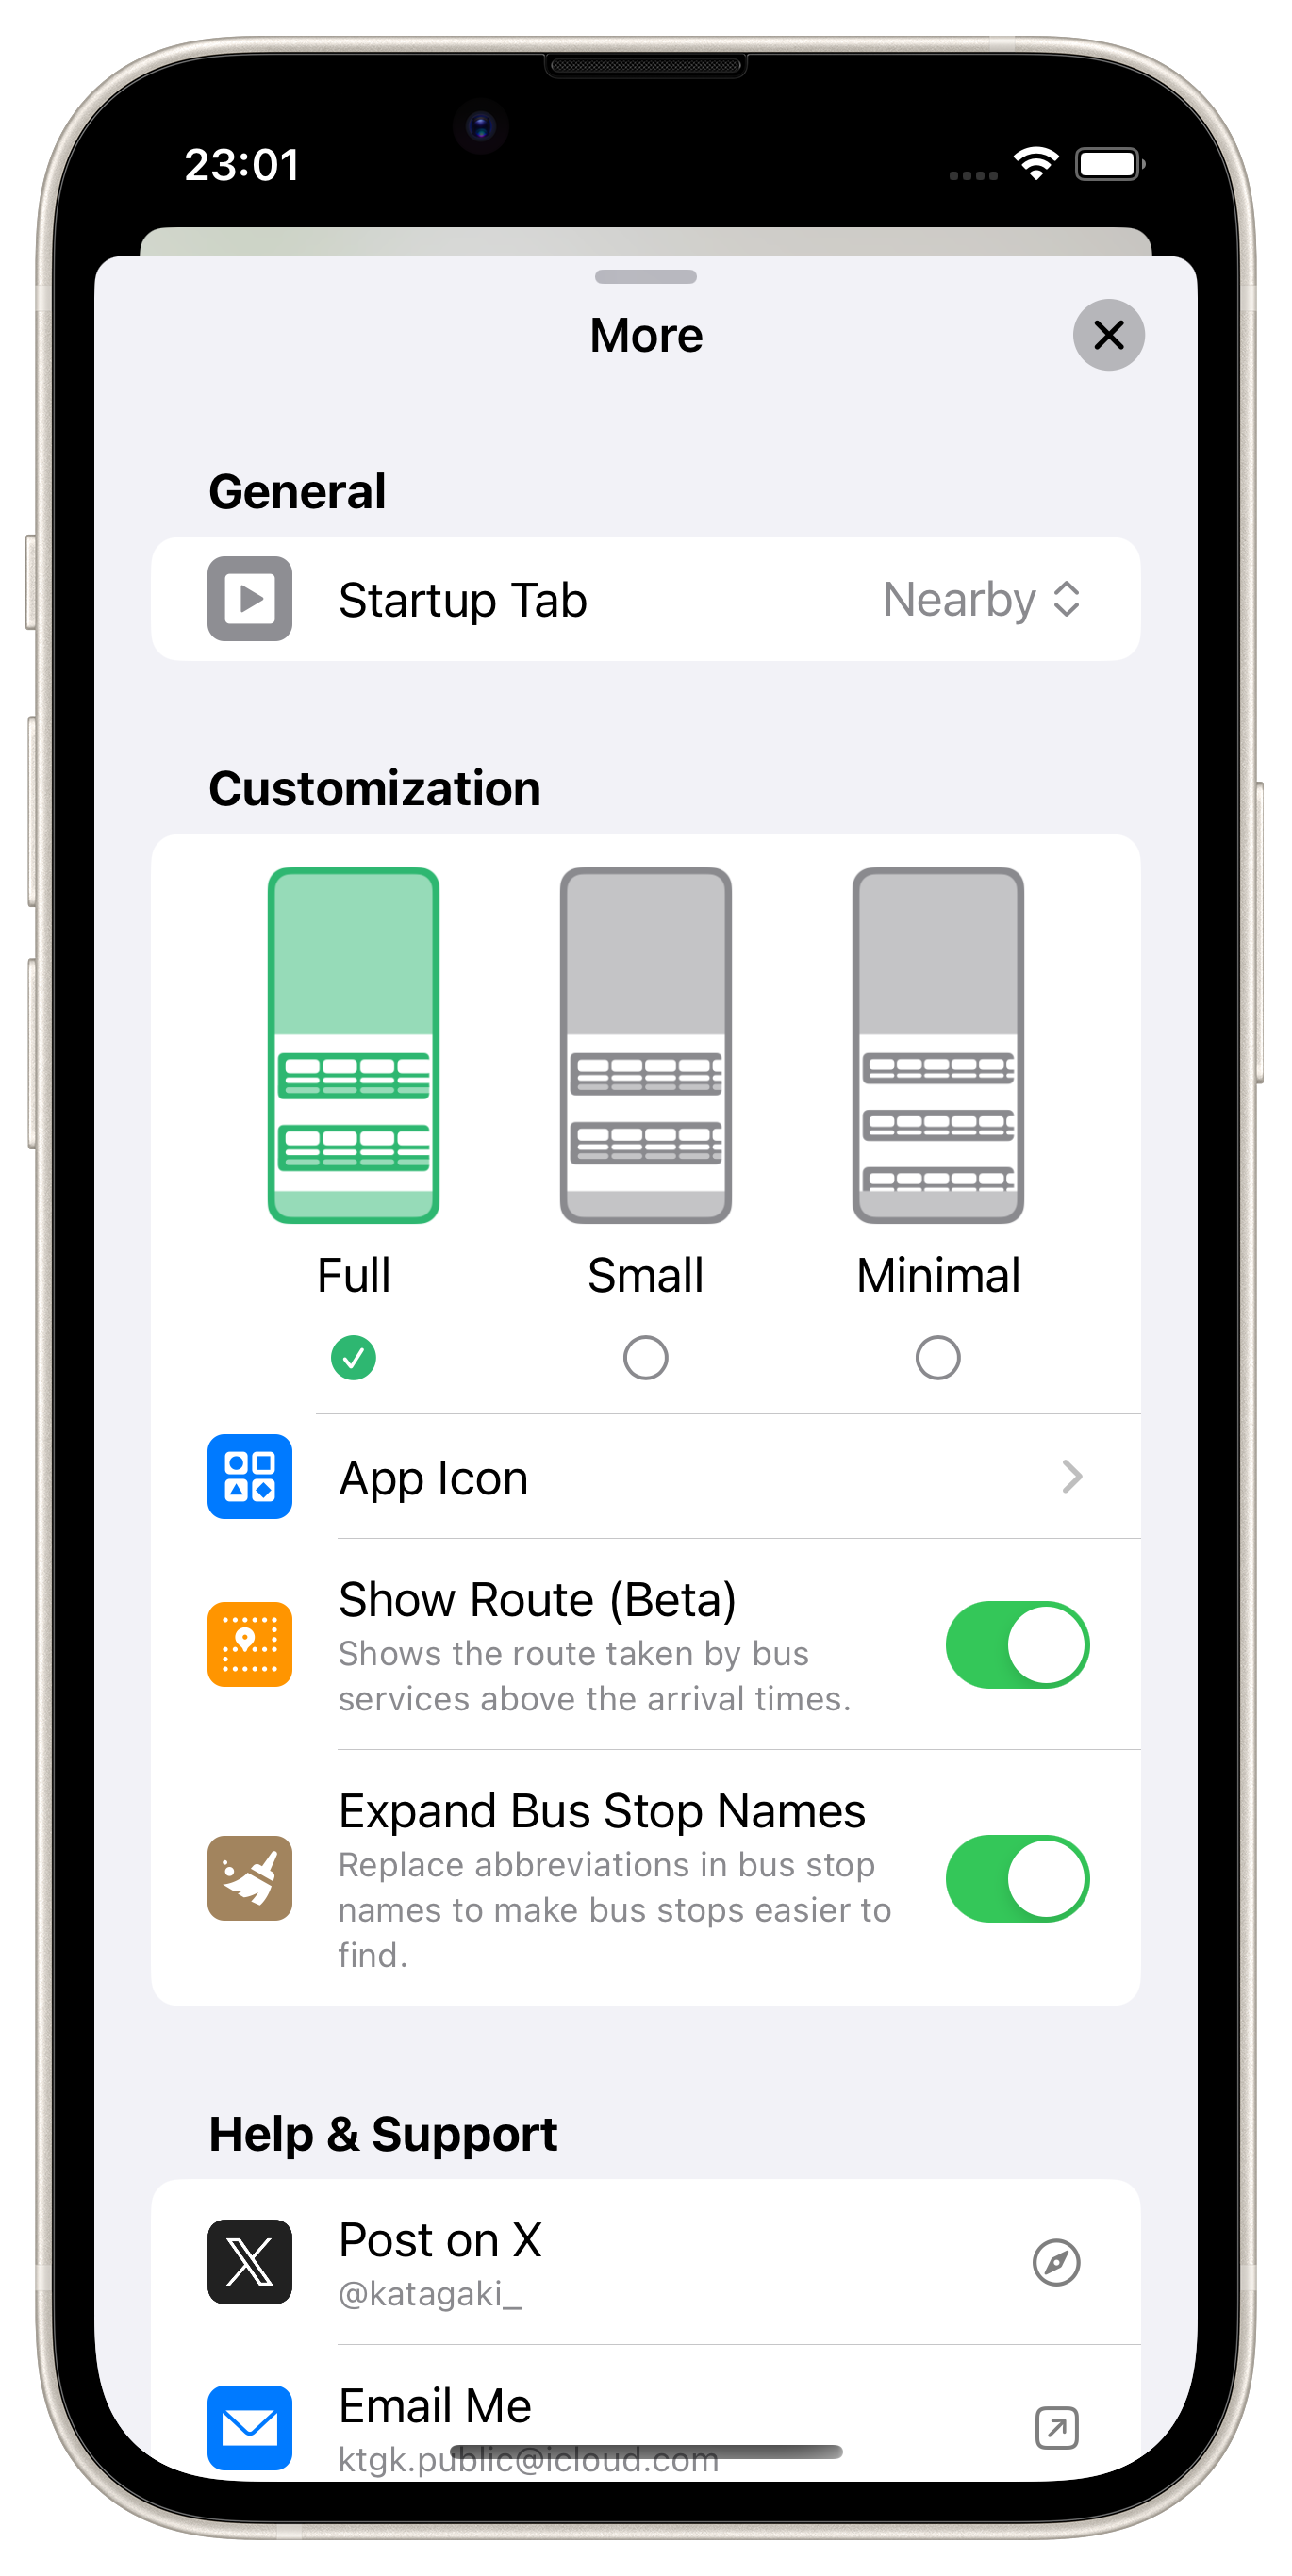 23:01
More
General
Startup Tab
Nearby
Customization
Full
Small
Minimal
App Icon
Show Route (Beta)
Shows the route taken by bus
services above the arrival times.
Expand Bus Stop Names
Replace abbreviations in bus stop
names to make bus stops easier to
find.
Help & Support
Post on X
@katagaki_
Email Me
ktgk.public@icloud.com